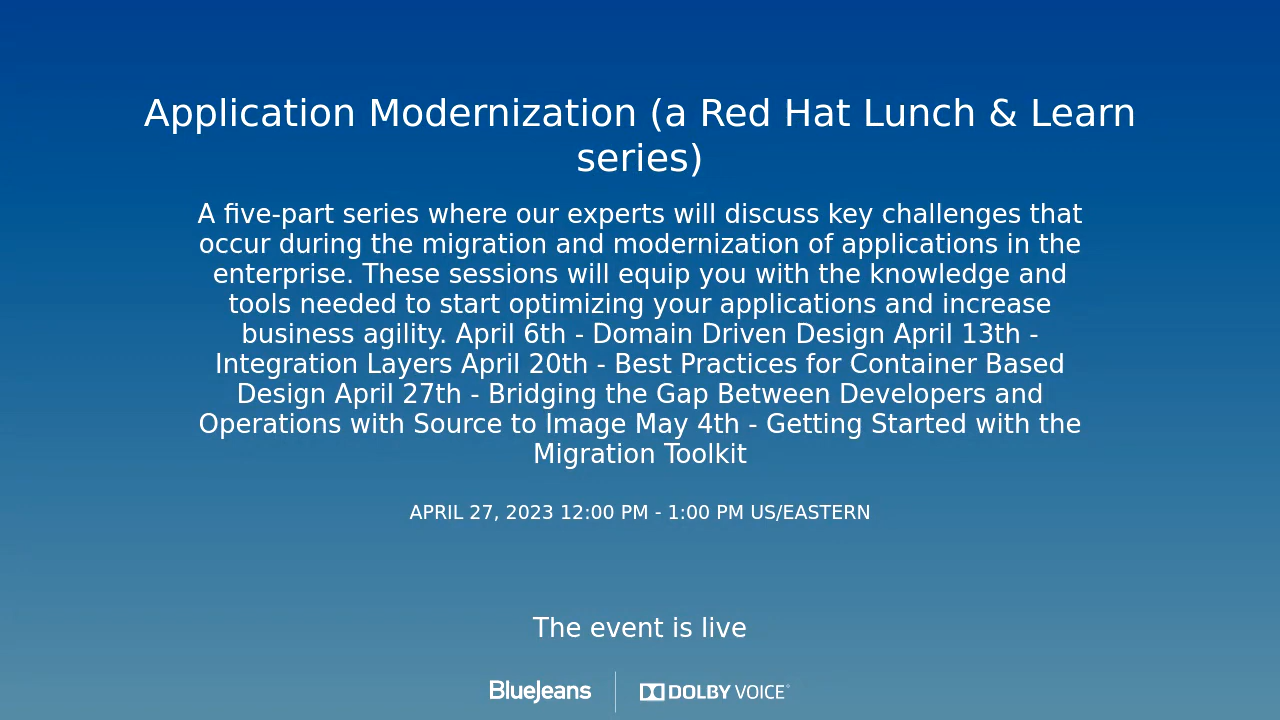 Application Modernization (a Red Hat Lunch & Learn
series)
A five-part series where our experts will discuss key challenges that
occur during the migration and modernization of applications in the
enterprise. These sessions will equip you with the knowledge and
tools needed to start optimizing your applications and increase
business agility. April 6th - Domain Driven Design April 13th -
Integration Layers April 20th - Best Practices for Container Based
Design April 27th - Bridging the Gap Between Developers and
Operations with Source to Image May 4th - Getting Started with the
Migration Toolkit
APRIL 27, 2023 12:00 PM - 1:00 PM US/EASTERN
The event is live
BlueJeans DOLBY VOICE